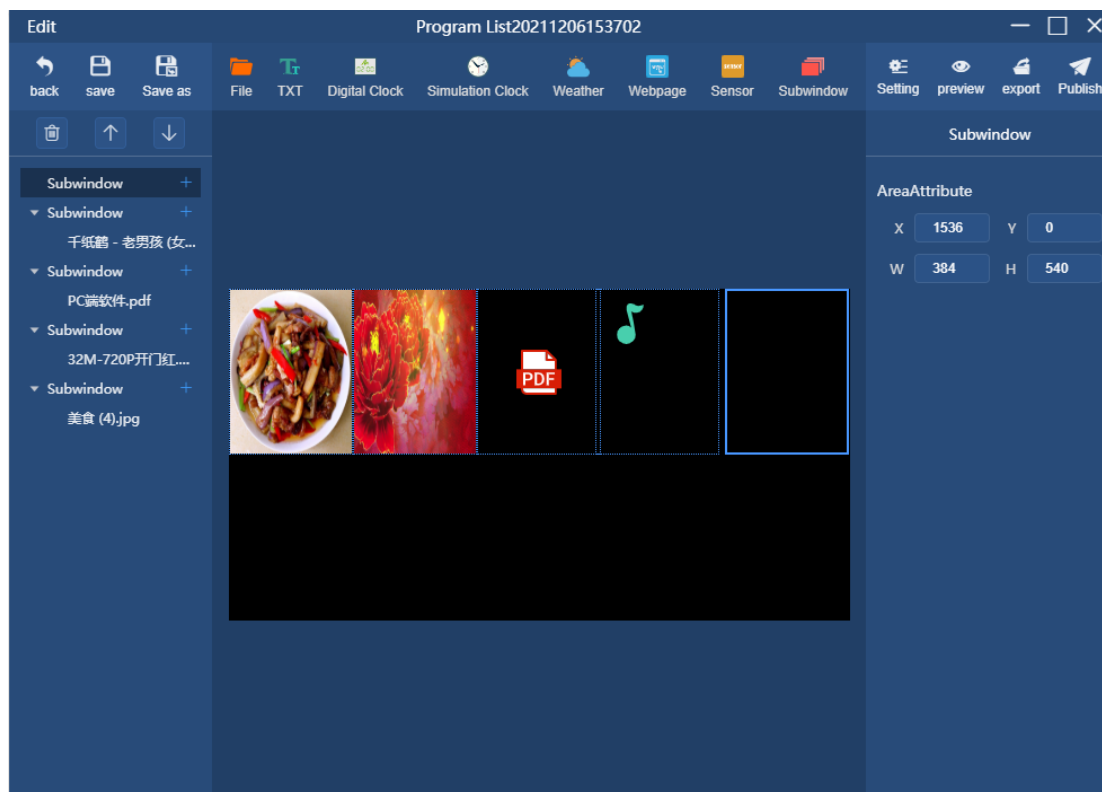 Edit Program List20211206153702
back save Save as File TXT Digital Clock Simulation Clock Weather Webpage Sensor Subwindow Setting preview export Publish
Subwindow
Subwindow +
AreaAttribute
Subwindow +
X 1536 Y 0
千纸鹤 - 老男孩 (女...
Subwindow +
W 384 H 540
PC端软件.pdf
Subwindow +
32M-720P开门红....
Subwindow +
美食 (4).jpg
PDF